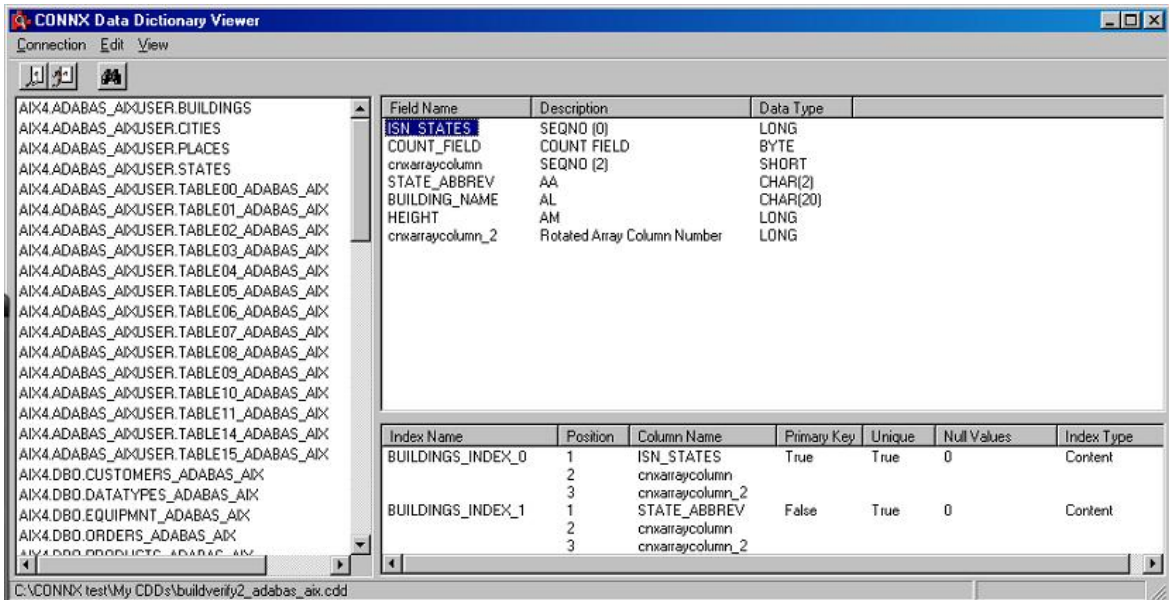 CONNX Data Dictionary Viewer
Connection Edit View
AIX4.ADABAS_AIXUSER.BUILDINGS
AIX4.ADABAS_AIXUSER.CITIES
AIX4.ADABAS_AIXUSER.PLACES
AIX4.ADABAS_AIXUSER.STATES
AIX4.ADABAS_AIXUSER.TABLE00_ADABAS_AIX
AIX4.ADABAS_AIXUSER.TABLE01_ADABAS_AIX
AIX4.ADABAS_AIXUSER.TABLE02_ADABAS_AIX
AIX4.ADABAS_AIXUSER.TABLE03_ADABAS_AIX
AIX4.ADABAS_AIXUSER.TABLE04_ADABAS_AIX
AIX4.ADABAS_AIXUSER.TABLE05_ADABAS_AIX
AIX4.ADABAS_AIXUSER.TABLE06_ADABAS_AIX
AIX4.ADABAS_AIXUSER.TABLE07_ADABAS_AIX
AIX4.ADABAS_AIXUSER.TABLE08_ADABAS_AIX
AIX4.ADABAS_AIXUSER.TABLE09_ADABAS_AIX
AIX4.ADABAS_AIXUSER.TABLE10_ADABAS_AIX
AIX4.ADABAS_AIXUSER.TABLE11_ADABAS_AIX
AIX4.ADABAS_AIXUSER.TABLE14_ADABAS_AIX
AIX4.ADABAS_AIXUSER.TABLE15_ADABAS_AIX
AIX4.DBO.CUSTOMERS_ADABAS_AIX
AIX4.DBO.DATATYPES_ADABAS_AIX
AIX4.DBO.EQUIPMNT_ADABAS_AIX
AIX4.DBO.ORDERS_ADABAS_AIX
AIX4.DBO.PRODUCTS_ADABAS_AIX
Field Name Description Data Type
ISN_STATES SEQNO (0) LONG
COUNT_FIELD COUNT FIELD BYTE
cnxarraycolumn SEQNO (2) SHORT
STATE_ABBREV AA CHAR(2)
BUILDING_NAME AL CHAR(20)
HEIGHT AM LONG
cnxarraycolumn_2 Rotated Array Column Number LONG
Index Name Position Column Name Primary Key Unique Null Values Index Type
BUILDINGS_INDEX_0 1 ISN_STATES True True 0 Content
2 cnxarraycolumn
3 cnxarraycolumn_2
BUILDINGS_INDEX_1 1 STATE_ABBREV False True 0 Content
2 cnxarraycolumn
3 cnxarraycolumn_2
C:\CONNX test\My CDDs\buildverify2_adabas_aix.cdd